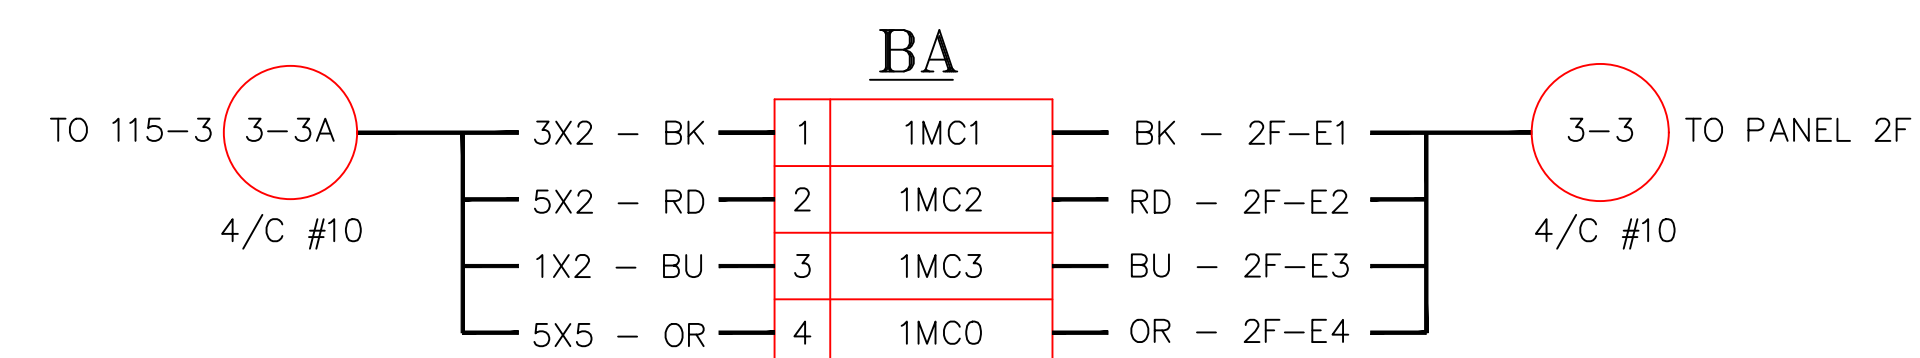 BA
TO 115-3 3-3A 3X2 - BK 1 1MC1 BK - 2F-E1 3-3 TO PANEL 2F
5X2 - RD 2 1MC2 RD - 2F-E2
4/C #10 4/C #10
1X2 - BU 3 1MC3 BU - 2F-E3
5X5 - OR 4 1MC0 OR - 2F-E4